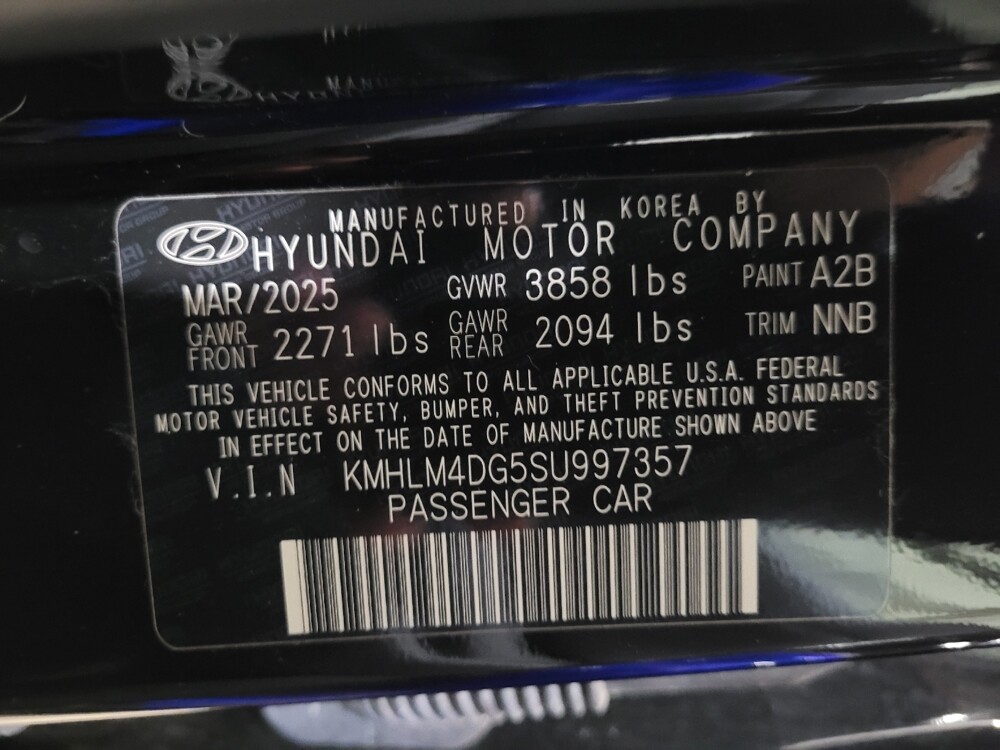 MANUFACTURED IN KOREA BY
HYUNDAI MOTOR COMPANY
MAR/2025 GVWR 3858 lbs PAINT A2B
GAWR FRONT 2271 lbs GAWR REAR 2094 lbs TRIM NNB
THIS VEHICLE CONFORMS TO ALL APPLICABLE U.S.A. FEDERAL
MOTOR VEHICLE SAFETY, BUMPER, AND THEFT PREVENTION STANDARDS
IN EFFECT ON THE DATE OF MANUFACTURE SHOWN ABOVE
V.I.N KMHLM4DG5SU997357
PASSENGER CAR